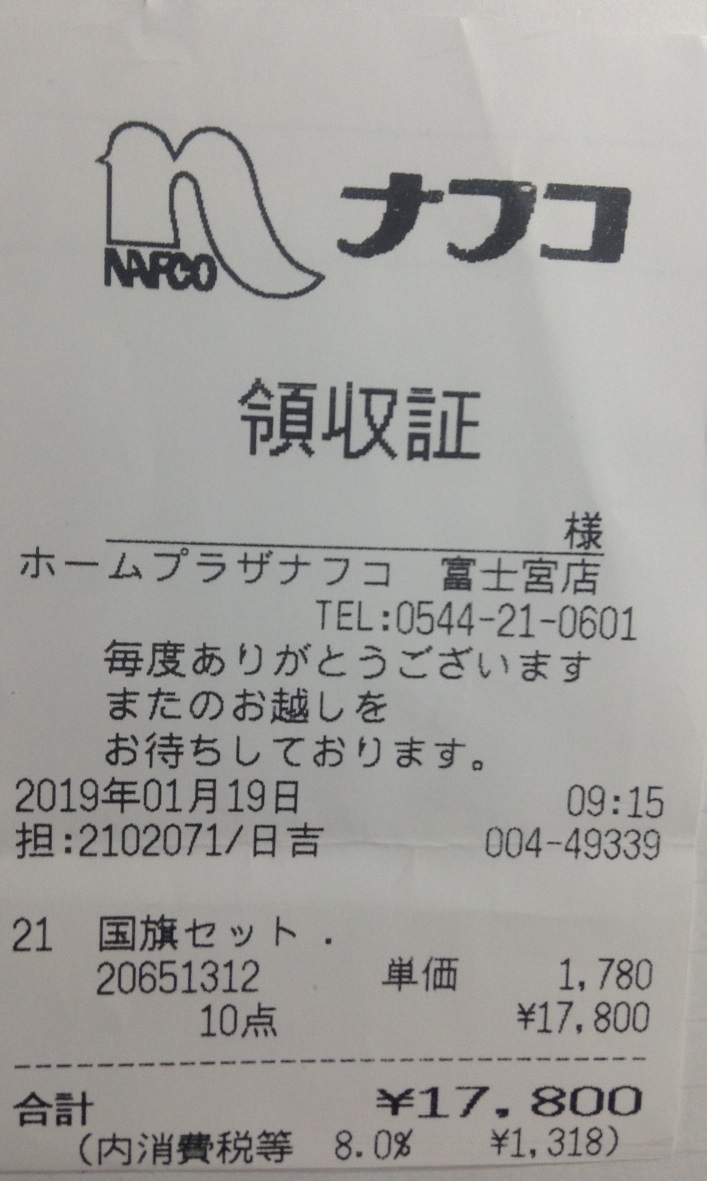 NAFCO ナフコ
領収証
様
ホームプラザナフコ 富士宮店
TEL:0544-21-0601
毎度ありがとうございます
またのお越しを
お待ちしております。
2019年01月19日 09:15
担:2102071/日吉 004-49339
21 国旗セット .
20651312 単価 1,780
10点 ¥17,800
合計 ¥17,800
(内消費税等 8.0% ¥1,318)